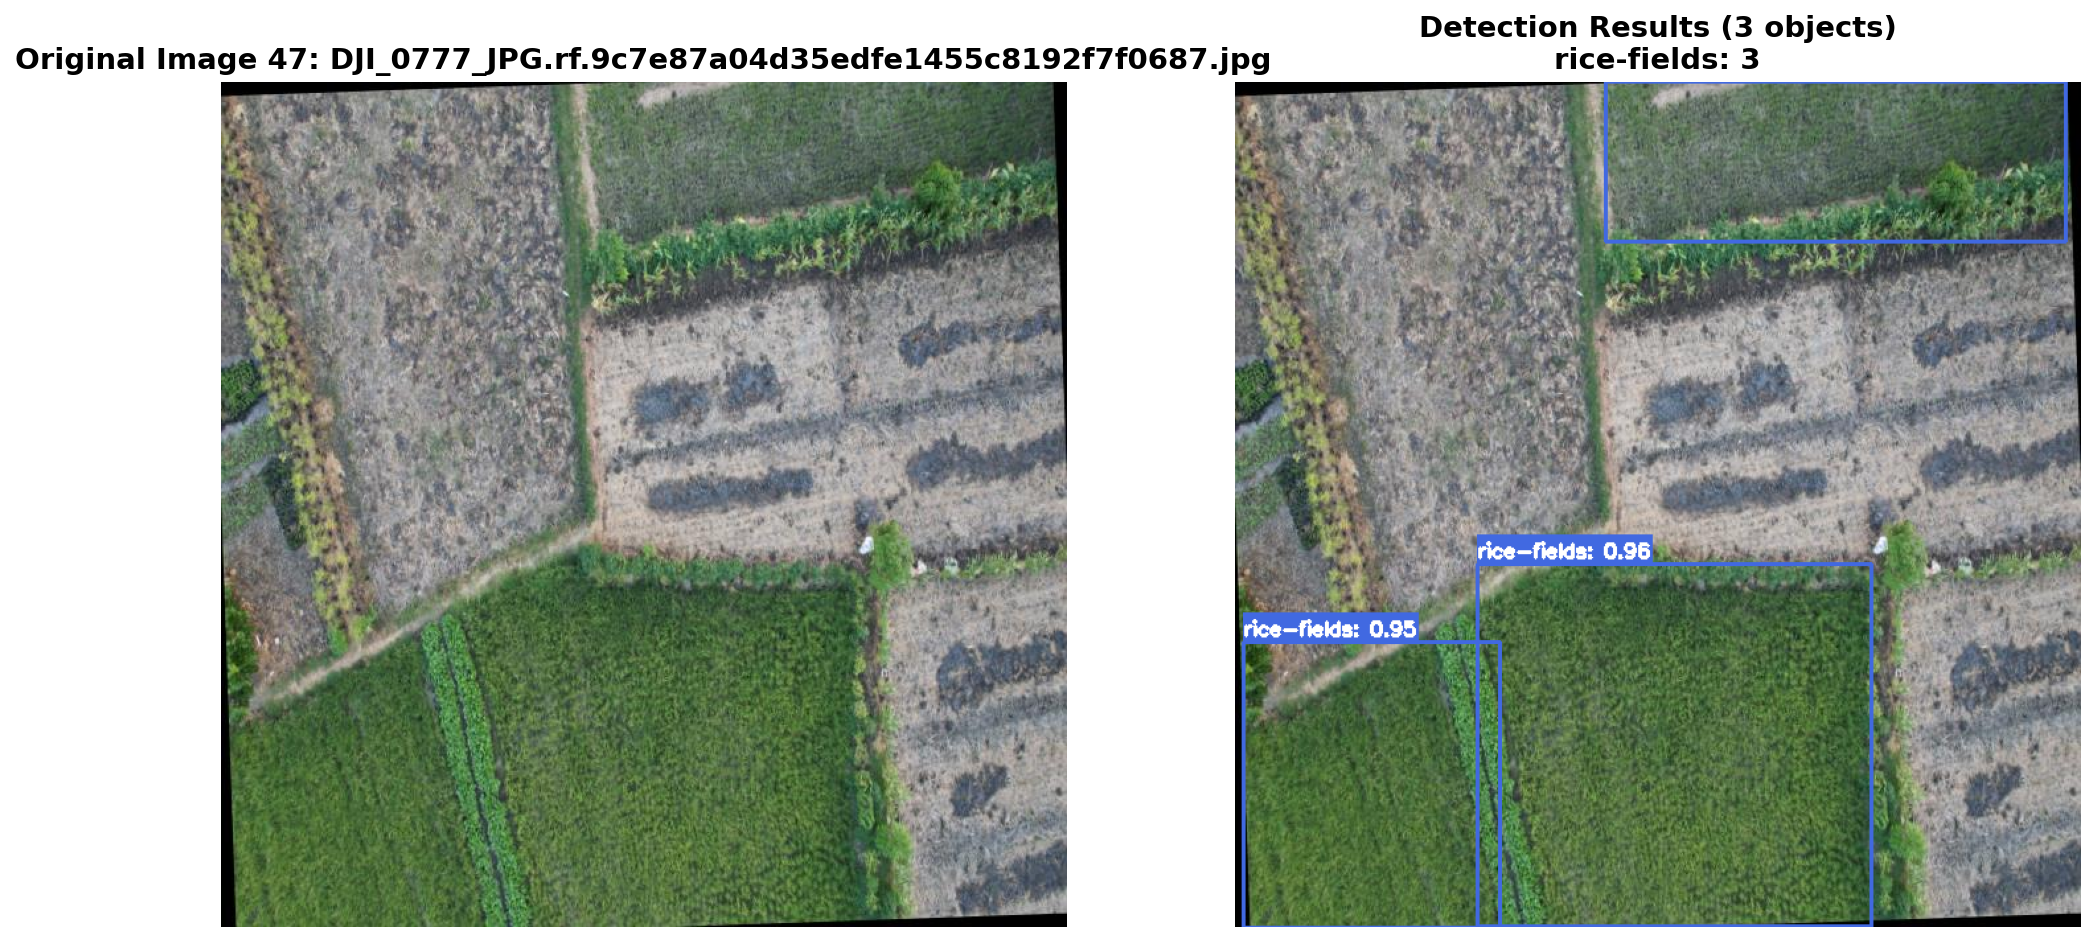 Original Image 47: DJI_0777_JPG.rf.9c7e87a04d35edfe1455c8192f7f0687.jpg
Detection Results (3 objects)
rice-fields: 3
rice-fields: 0.96
rice-fields: 0.95